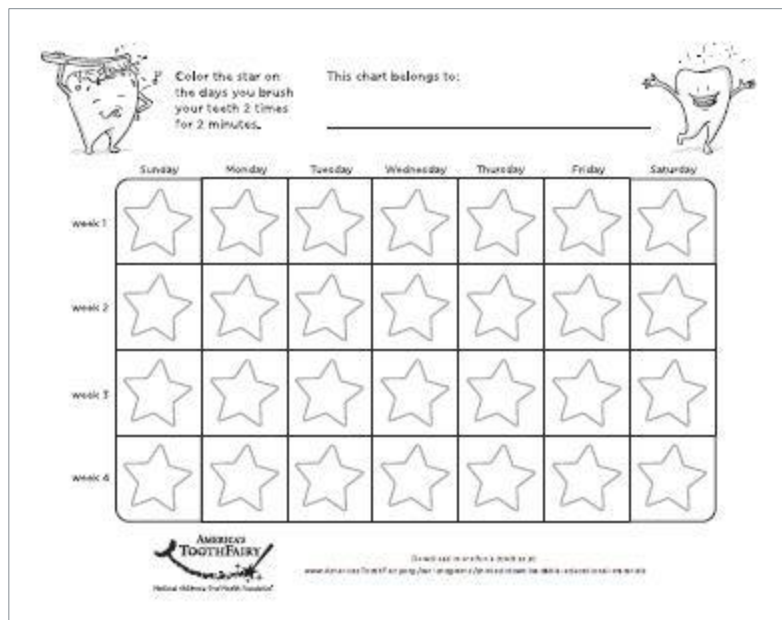 Color the star on
the days you brush
your teeth 2 times
for 2 minutes.
This chart belongs to:
Sunday Monday Tuesday Wednesday Thursday Friday Saturday
week 1
week 2
week 3
week 4
AMERICA'S
TOOTHFAIRY